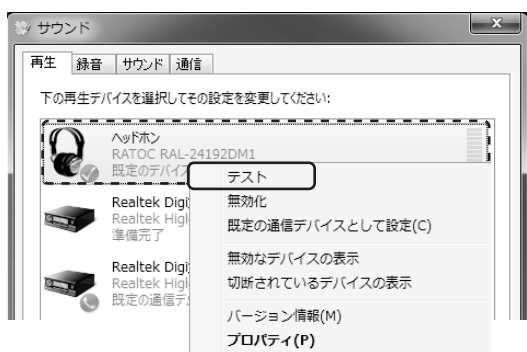 サウンド
再生 録音 サウンド 通信
下の再生デバイスを選択してその設定を変更してください:
ヘッドホン
RATOC RAL-24192DM1
既定のデバイス
テスト
無効化
既定の通信デバイスとして設定(C)
無効なデバイスの表示
切断されているデバイスの表示
バージョン情報(M)
プロパティ(P)
Realtek Digi
Realtek Higl
準備完了
Realtek Digi
Realtek Higl
既定の通信デ